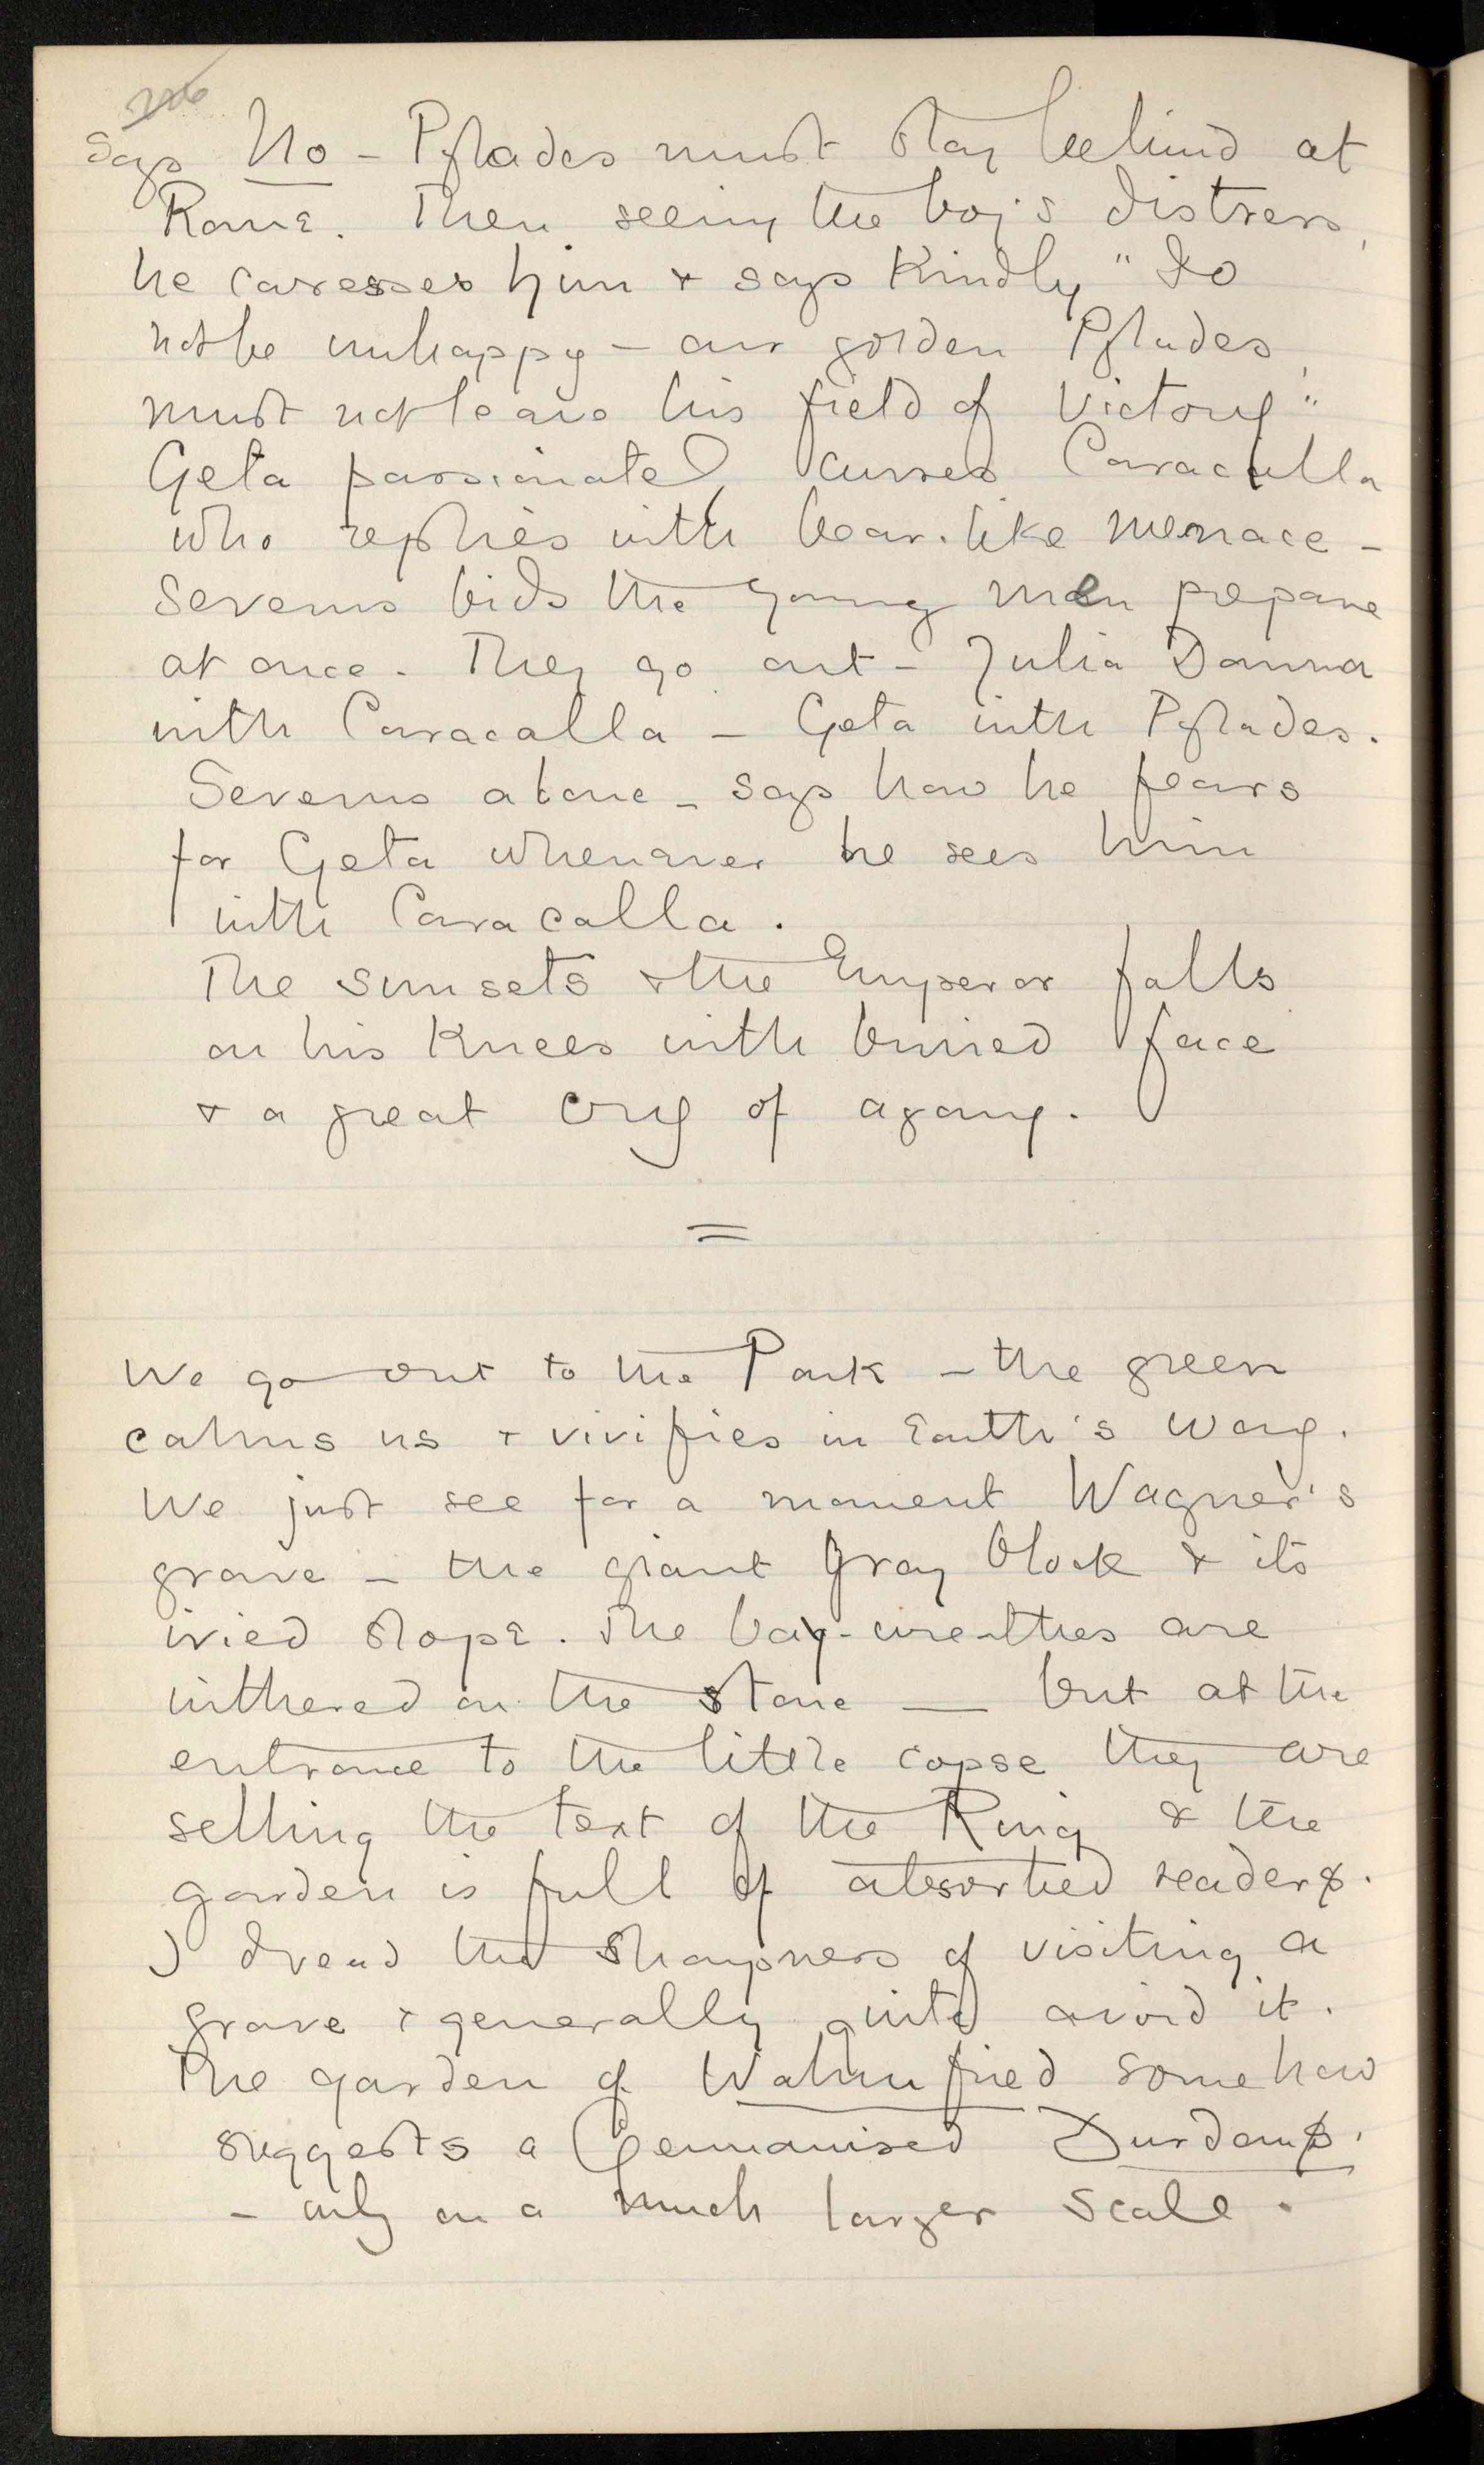 says No - Pylades must stay behind at
Rome. Then seeing the boy's distress,
he caresses him & says kindly "Do
not be unhappy - our golden Pylades,
must not leave his field of Victory"
Geta passionately curses Caracalla
who replies with bear-like menace -
Severus bids the young men prepare
at once. They go out - Julia Domna
with Caracalla - Geta with Pylades.
Severus alone - says how he fears
for Geta whenever he sees him
with Caracalla.
The sun sets & the Emperor falls
on his knees with buried face
& a great cry of agony.
=
We go out to the Park - the green
calms us & vivifies in Earth's way.
We just see for a moment Wagner's
grave - the giant gray block & its
ivied slope. The bay-wreathes are
withered on the stone — but at the
entrance to the little copse they are
selling the text of the Ring & the
garden is full of absorbed readers.
I dread the sharpness of visiting a
grave & generally quite avoid it.
The garden of Wahnfried somehow
suggests a Germanised Durdans.
- only on a much larger scale.